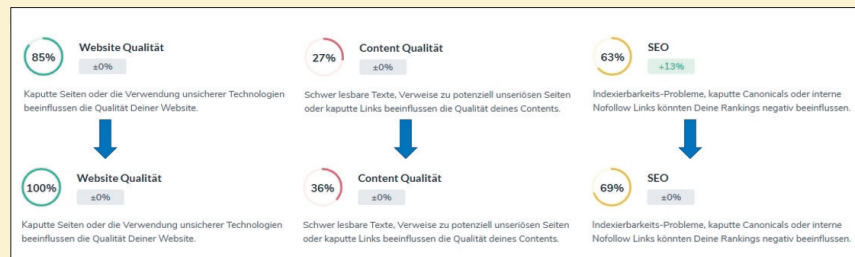 85%
Website Qualität
±0%
Kaputte Seiten oder die Verwendung unsicherer Technologien
beeinflussen die Qualität Deiner Website.
27%
Content Qualität
±0%
Schwer lesbare Texte, Verweise zu potenziell unseriösen Seiten
oder kaputte Links beeinflussen die Qualität deines Contents.
63%
SEO
+13%
Indexierbarkeits-Probleme, kaputte Canonicals oder interne
Nofollow Links könnten Deine Rankings negativ beeinflussen.
100%
Website Qualität
±0%
Kaputte Seiten oder die Verwendung unsicherer Technologien
beeinflussen die Qualität Deiner Website.
36%
Content Qualität
±0%
Schwer lesbare Texte, Verweise zu potenziell unseriösen Seiten
oder kaputte Links beeinflussen die Qualität deines Contents.
69%
SEO
±0%
Indexierbarkeits-Probleme, kaputte Canonicals oder interne
Nofollow Links könnten Deine Rankings negativ beeinflussen.